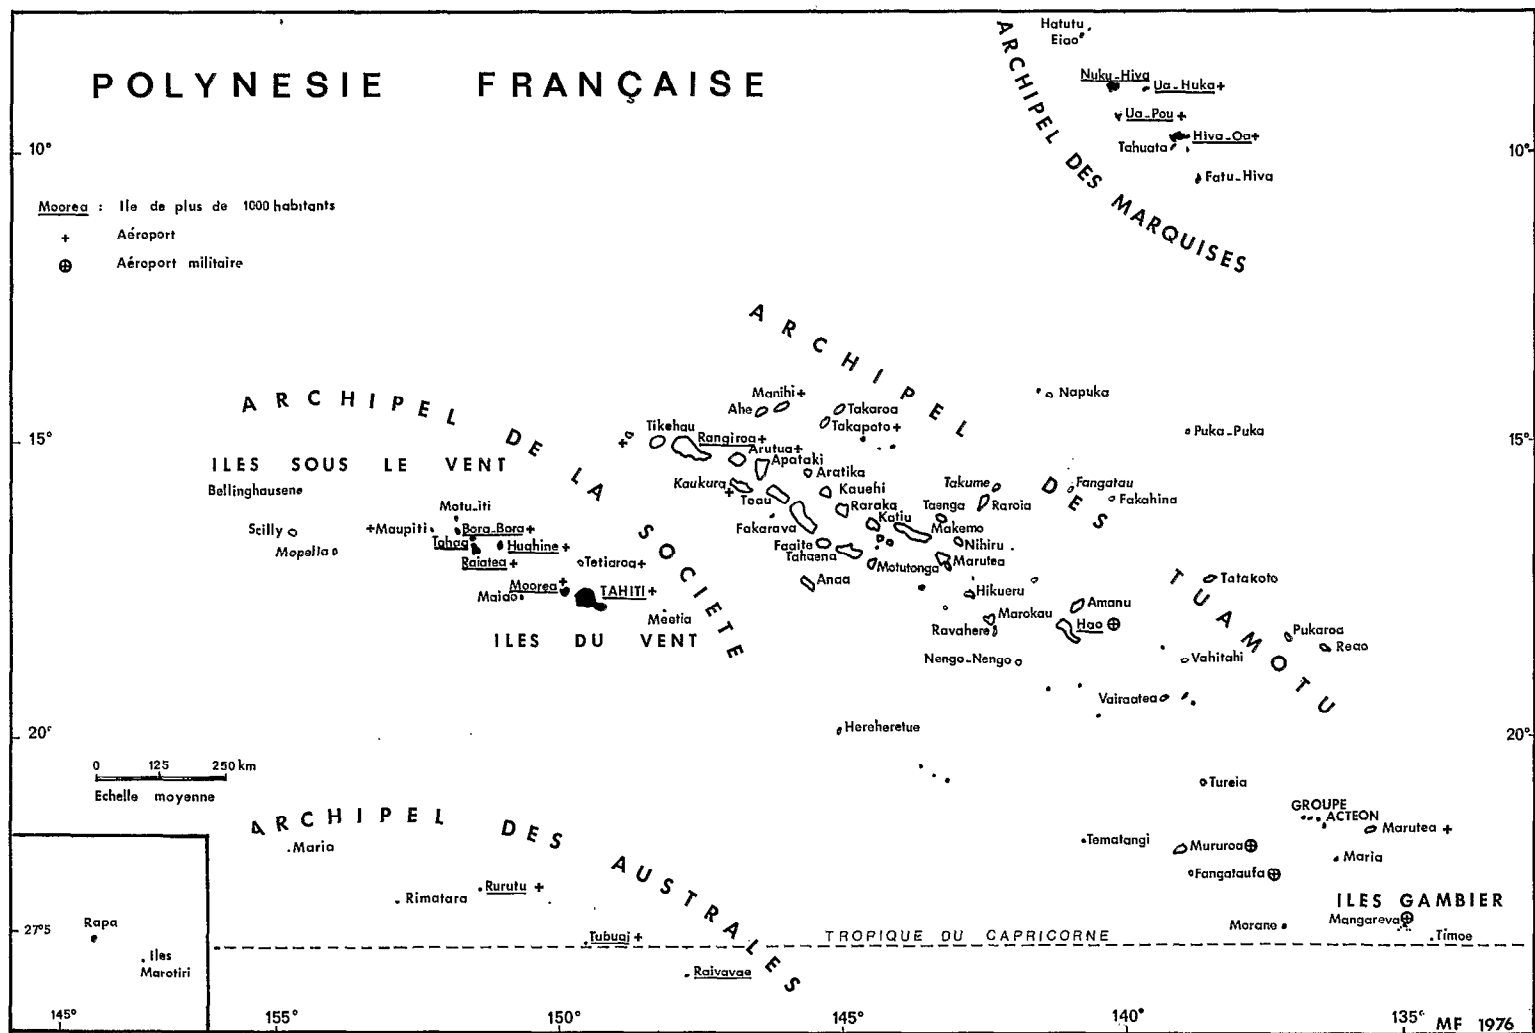 POLYNESIE FRANÇAISE
Hatutu
Eiao
Nuku-Hiva
Ua-Huka+
Ua-Pou +
Hiva-Oa+
Tahuata
Fatu-Hiva
ARCHIPEL DES MARQUISES
10°
10°
Moorea : Ile de plus de 1000 habitants
+ Aéroport
⊕ Aéroport militaire
ARCHIPEL DES TUAMOTU
ARCHIPEL DE LA SOCIETE
Manihi+
Ahe
Takaroa
Takapoto+
Napuka
Puka-Puka
15°
15°
Tikehau
Rangiroa+
Arutua+
Apataki
Aratika
Kaukura
+
Toau
Kauehi
Raraka
Fakarava
Katiu
Taenga
Takume
Raroia
Fangatau
Fakahina
Makemo
Nihiru
Faaite
Tahaena
Motutonga
Marutea
Anaa
Hikueru
Marokau
Ravahere
Amanu
Hao ⊕
Tatakoto
Pukaroa
Reao
Nengo-Nengo
Vahitahi
Vairaatea
ILES SOUS LE VENT
Bellinghausen
Motu-iti
Scilly
+Maupiti
Bora-Bora+
Mopelia
Tahaa
Huahine+
Raiatea+
Tetiaroa+
Moorea+
Maiao
TAHITI+
Meetia
ILES DU VENT
20°
20°
Hereheretue
0 125 250 km
Echelle moyenne
Tureia
GROUPE
ACTEON
Marutea +
Tematangi
Mururoa⊕
Maria
Fangataufa⊕
ILES GAMBIER
Mangareva⊕
Morane
Timoe
ARCHIPEL DES AUSTRALES
Maria
Rimatara
Rurutu +
Tubuai +
Raivavae
TROPIQUE DU CAPRICORNE
27°5
Rapa
Iles
Marotiri
145°
155°
150°
145°
140°
135°
MF 1976